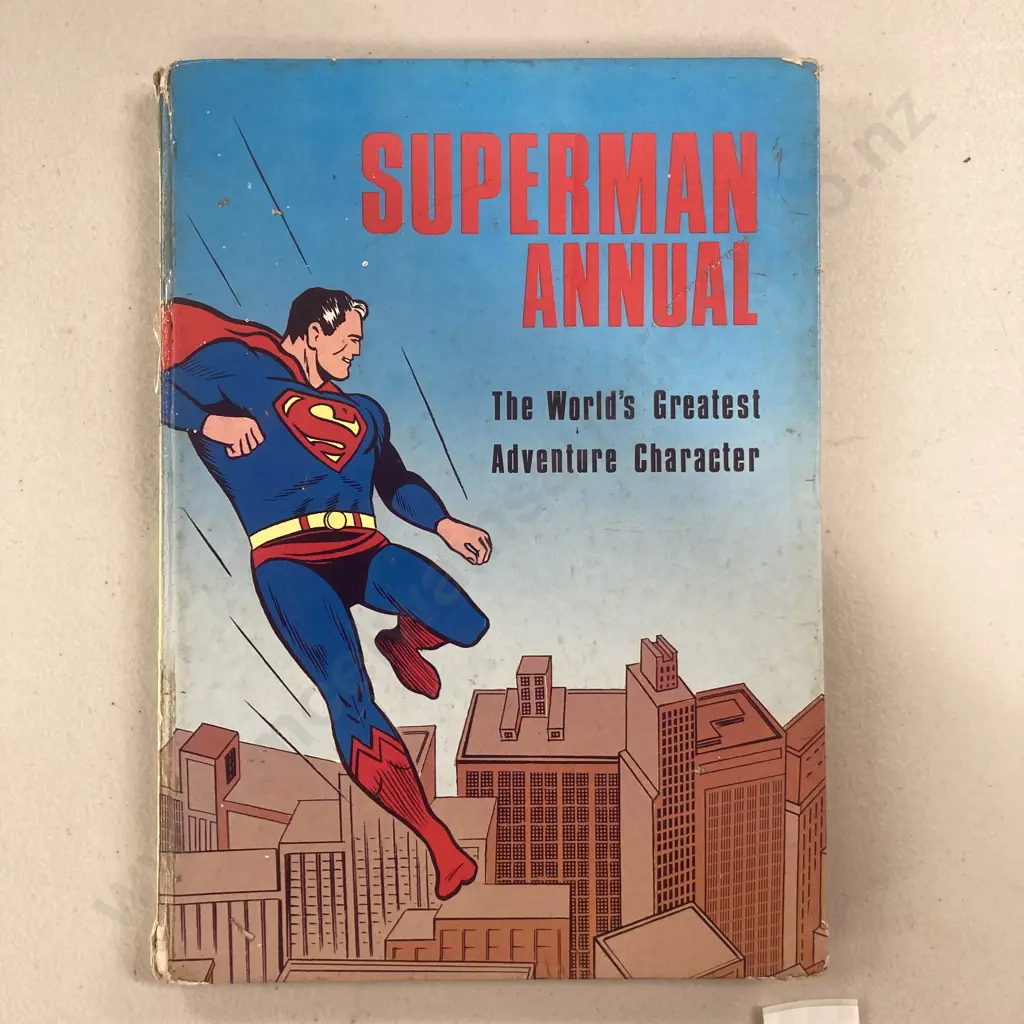 SUPERMAN
ANNUAL
The World's Greatest
Adventure Character
S